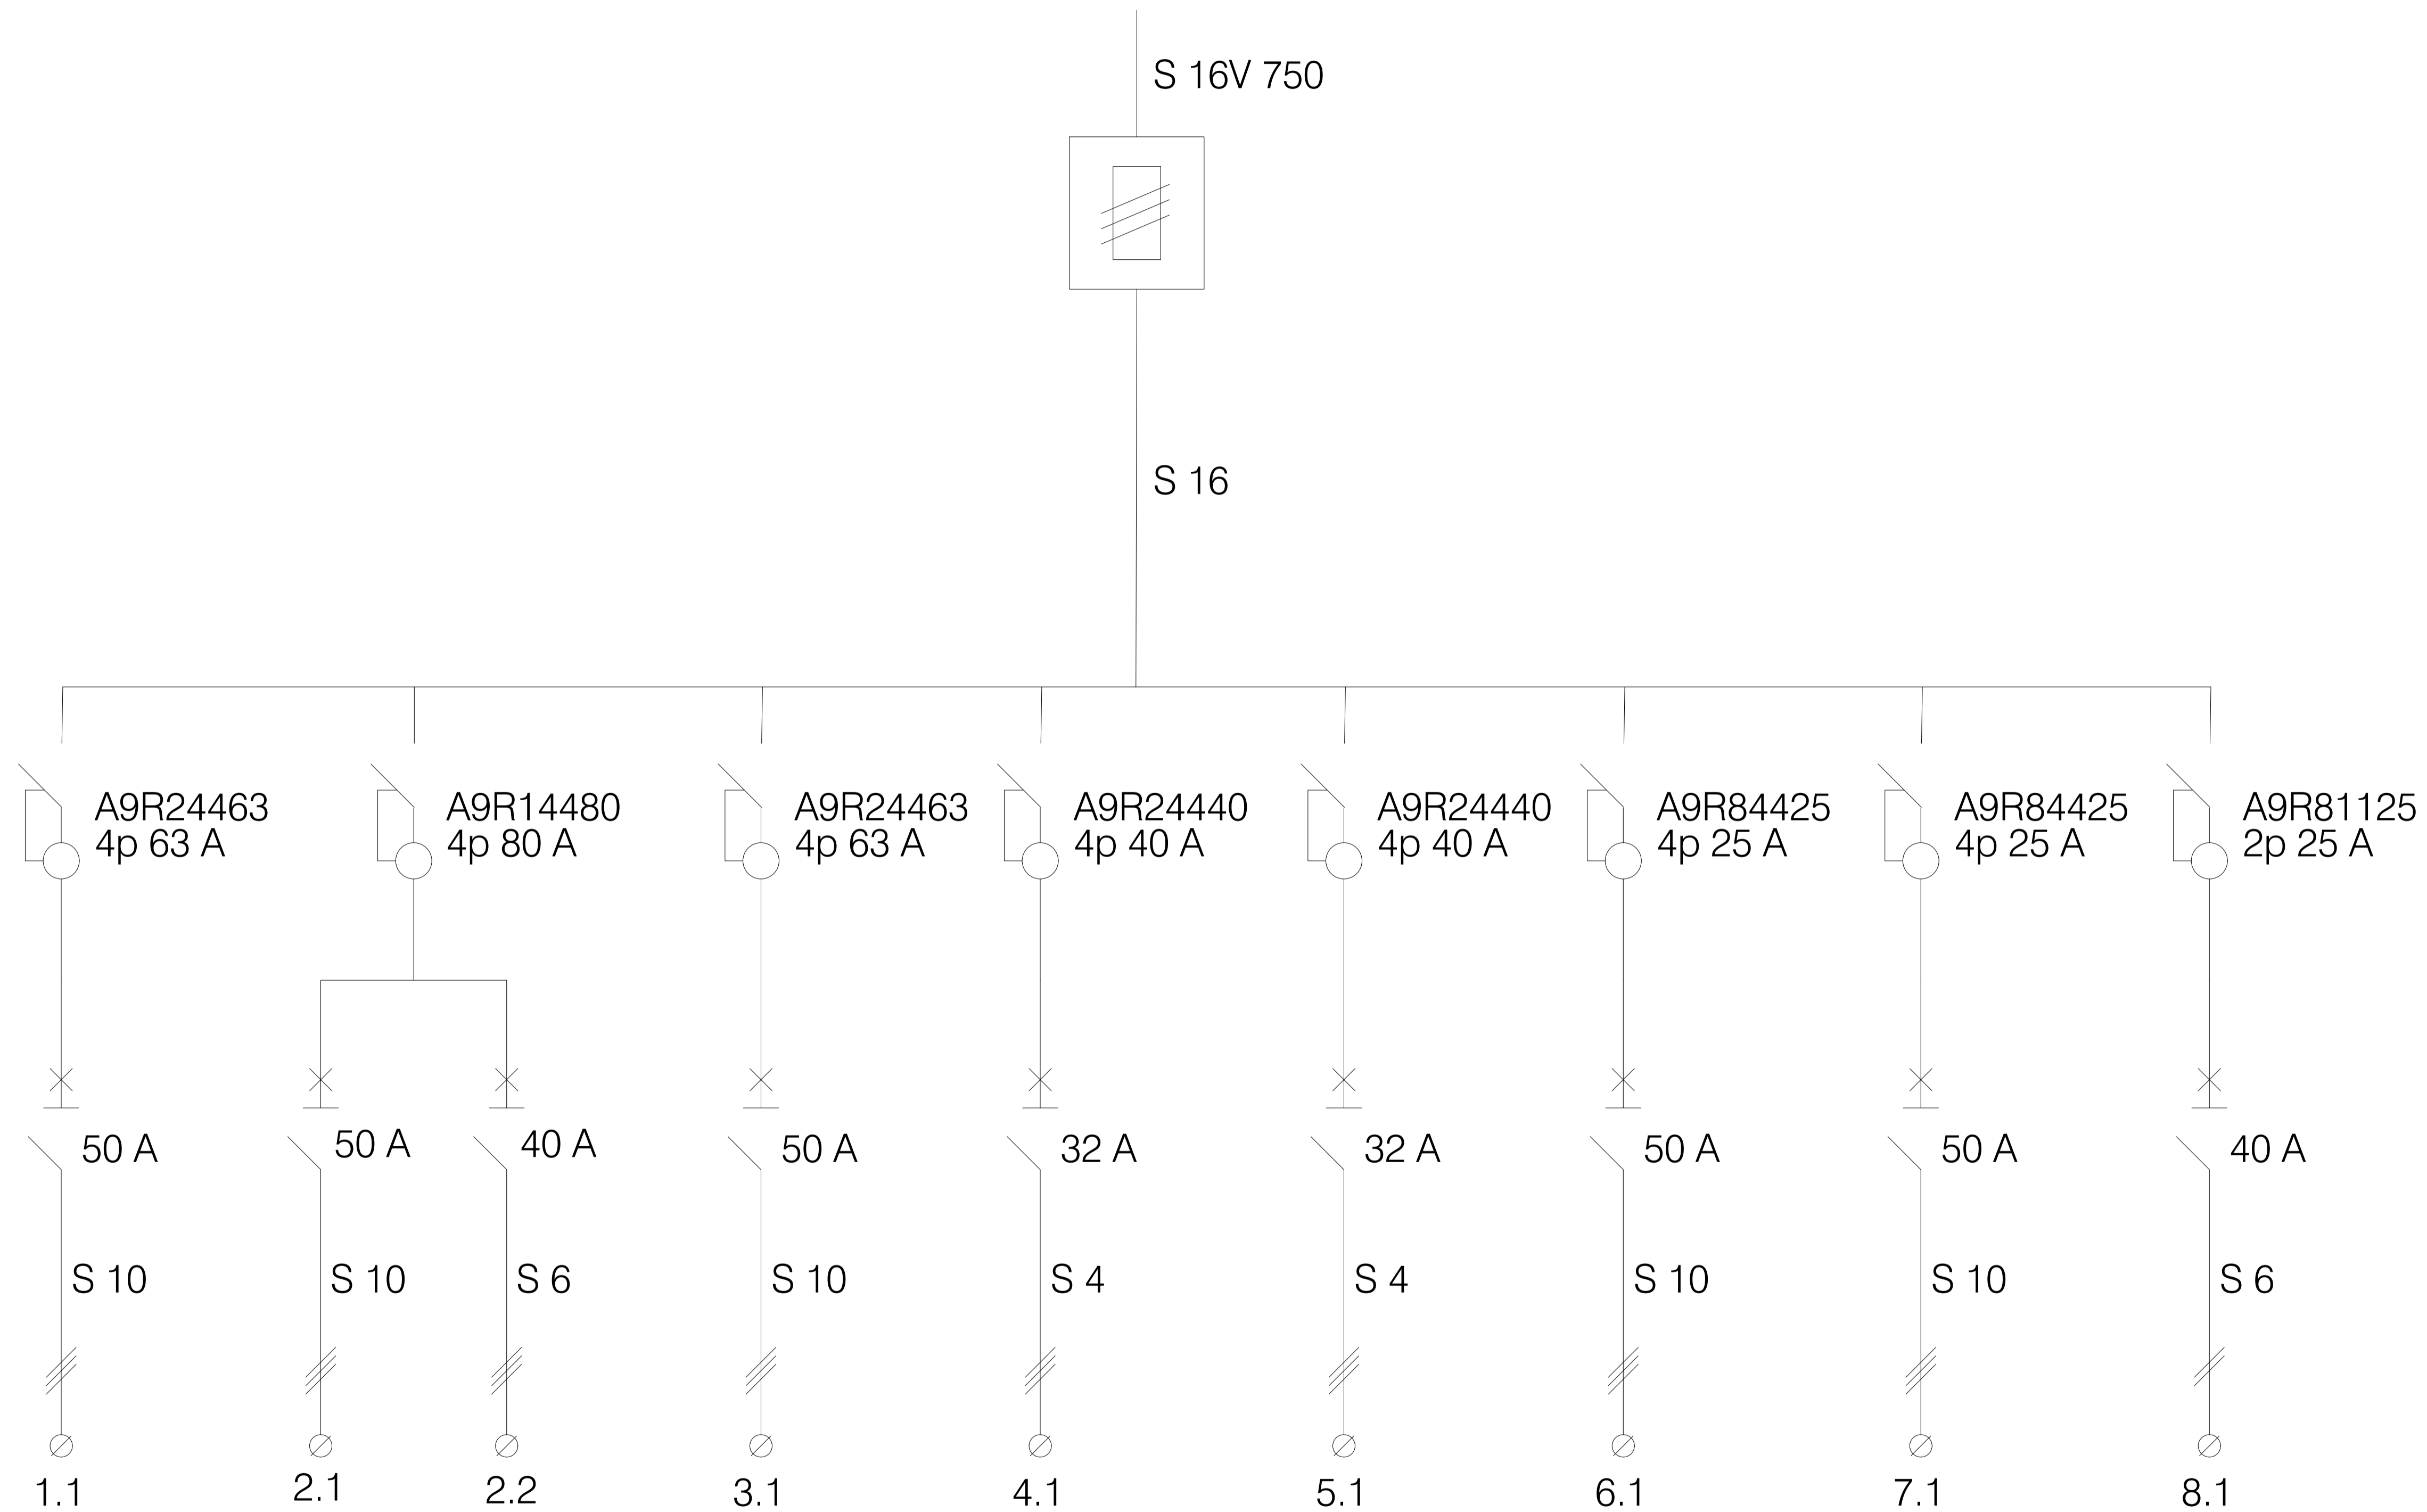 S 16V 750
S 16
A9R24463
4p 63 A
A9R14480
4p 80 A
A9R24463
4p 63 A
A9R24440
4p 40 A
A9R24440
4p 40 A
A9R84425
4p 25 A
A9R84425
4p 25 A
A9R81125
2p 25 A
50 A
50 A
40 A
50 A
32 A
32 A
50 A
50 A
40 A
S 10
S 10
S 6
S 10
S 4
S 4
S 10
S 10
S 6
1.1
2.1
2.2
3.1
4.1
5.1
6.1
7.1
8.1